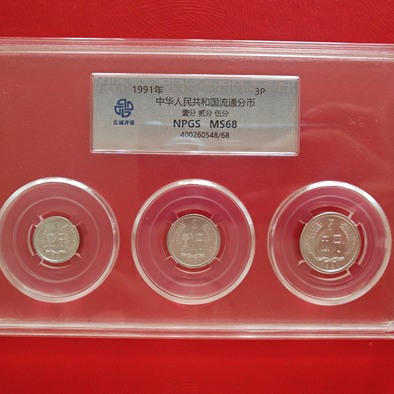 1991年 3P
中华人民共和国流通分币
壹分 贰分 伍分
众诚评级 NPGS MS68
400260548/68